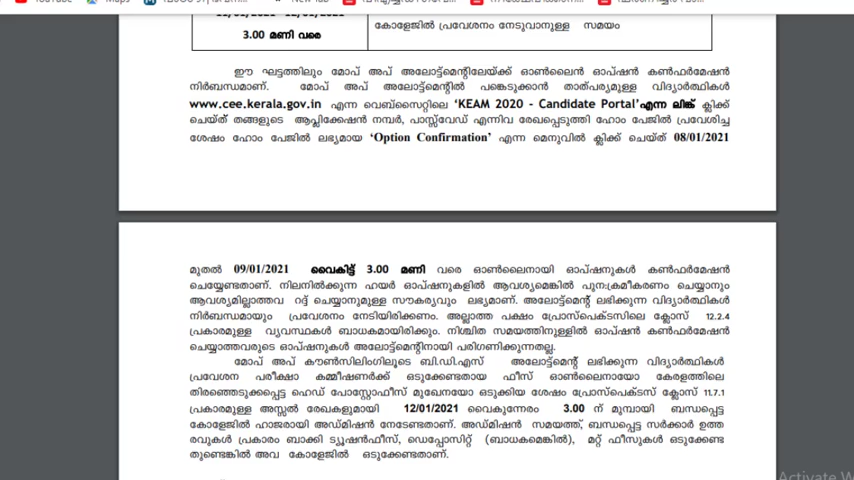 YouTube Maps
കോളേജിൽ പ്രവേശനം നേടുവാനുള്ള സമയം
3.00 മണി വരെ
ഈ ഘട്ടത്തിലും മോപ് അപ് അലോട്ട്മെന്റിലേയ്ക്ക് ഓൺലൈൻ ഓപ്ഷൻ കൺഫർമേഷൻ
നിർബന്ധമാണ്. മോപ് അപ് അലോട്ട്മെന്റിൽ പങ്കെടുക്കാൻ താത്പര്യമുള്ള വിദ്യാർത്ഥികൾ
www.cee.kerala.gov.in എന്ന വെബ്സൈറ്റിലെ ‘KEAM 2020 - Candidate Portal’എന്ന ലിങ്ക് ക്ലിക്ക്
ചെയ്ത് തങ്ങളുടെ ആപ്ലിക്കേഷൻ നമ്പർ, പാസ്സ്‌വേഡ് എന്നിവ രേഖപ്പെടുത്തി ഹോം പേജിൽ പ്രവേശിച്ച
ശേഷം ഹോം പേജിൽ ലഭ്യമായ ‘Option Confirmation’ എന്ന മെനുവിൽ ക്ലിക്ക് ചെയ്ത് 08/01/2021
മുതൽ 09/01/2021 വൈകിട്ട് 3.00 മണി വരെ ഓൺലൈനായി ഓപ്ഷനുകൾ കൺഫർമേഷൻ
ചെയ്യേണ്ടതാണ്. നിലനിൽക്കുന്ന ഹയർ ഓപ്ഷനുകളിൽ ആവശ്യമെങ്കിൽ പുന:ക്രമീകരണം ചെയ്യാനും
ആവശ്യമില്ലാത്തവ റദ്ദ് ചെയ്യാനുമുള്ള സൗകര്യവും ലഭ്യമാണ്. അലോട്ട്മെന്റ് ലഭിക്കുന്ന വിദ്യാർത്ഥികൾ
നിർബന്ധമായും പ്രവേശനം നേടിയിരിക്കണം. അല്ലാത്ത പക്ഷം പ്രോസ്പെക്ടസിലെ ക്ലോസ് 12.2.4
പ്രകാരമുള്ള വ്യവസ്ഥകൾ ബാധകമായിരിക്കും. നിശ്ചിത സമയത്തിനുള്ളിൽ ഓപ്ഷൻ കൺഫർമേഷൻ
ചെയ്യാത്തവരുടെ ഓപ്ഷനുകൾ അലോട്ട്മെന്റിനായി പരിഗണിക്കുന്നതല്ല.
മോപ് അപ് കൗൺസിലിംഗിലൂടെ ബി.ഡി.എസ് അലോട്ട്മെന്റ് ലഭിക്കുന്ന വിദ്യാർത്ഥികൾ
പ്രവേശന പരീക്ഷാ കമ്മീഷണർക്ക് ഒടുക്കേണ്ടതായ ഫീസ് ഓൺലൈനായോ കേരളത്തിലെ
തിരഞ്ഞെടുക്കപ്പെട്ട ഹെഡ് പോസ്റ്റോഫീസ് മുഖേനയോ ഒടുക്കിയ ശേഷം പ്രോസ്പെക്ടസ് ക്ലോസ് 11.7.1
പ്രകാരമുള്ള അസ്സൽ രേഖകളുമായി 12/01/2021 വൈകുന്നേരം 3.00 ന് മുമ്പായി ബന്ധപ്പെട്ട
കോളേജിൽ ഹാജരായി അഡ്മിഷൻ നേടേണ്ടതാണ്. അഡ്മിഷൻ സമയത്ത്, ബന്ധപ്പെട്ട സർക്കാർ ഉത്ത
രവുകൾ പ്രകാരം ബാക്കി ട്യൂഷൻഫീസ്, ഡെപ്പോസിറ്റ് (ബാധകമെങ്കിൽ), മറ്റ് ഫീസുകൾ ഒടുക്കേണ്ട
തുണ്ടെങ്കിൽ അവ കോളേജിൽ ഒടുക്കേണ്ടതാണ്.